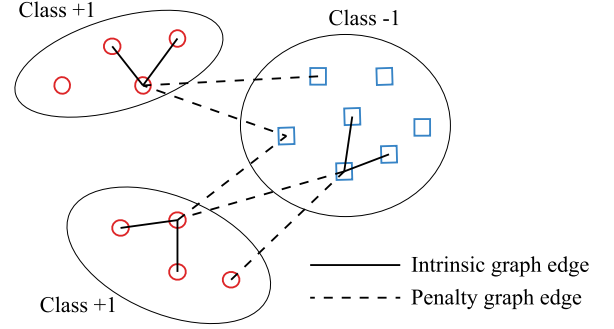 Class +1
Class -1
Class +1
Intrinsic graph edge
Penalty graph edge